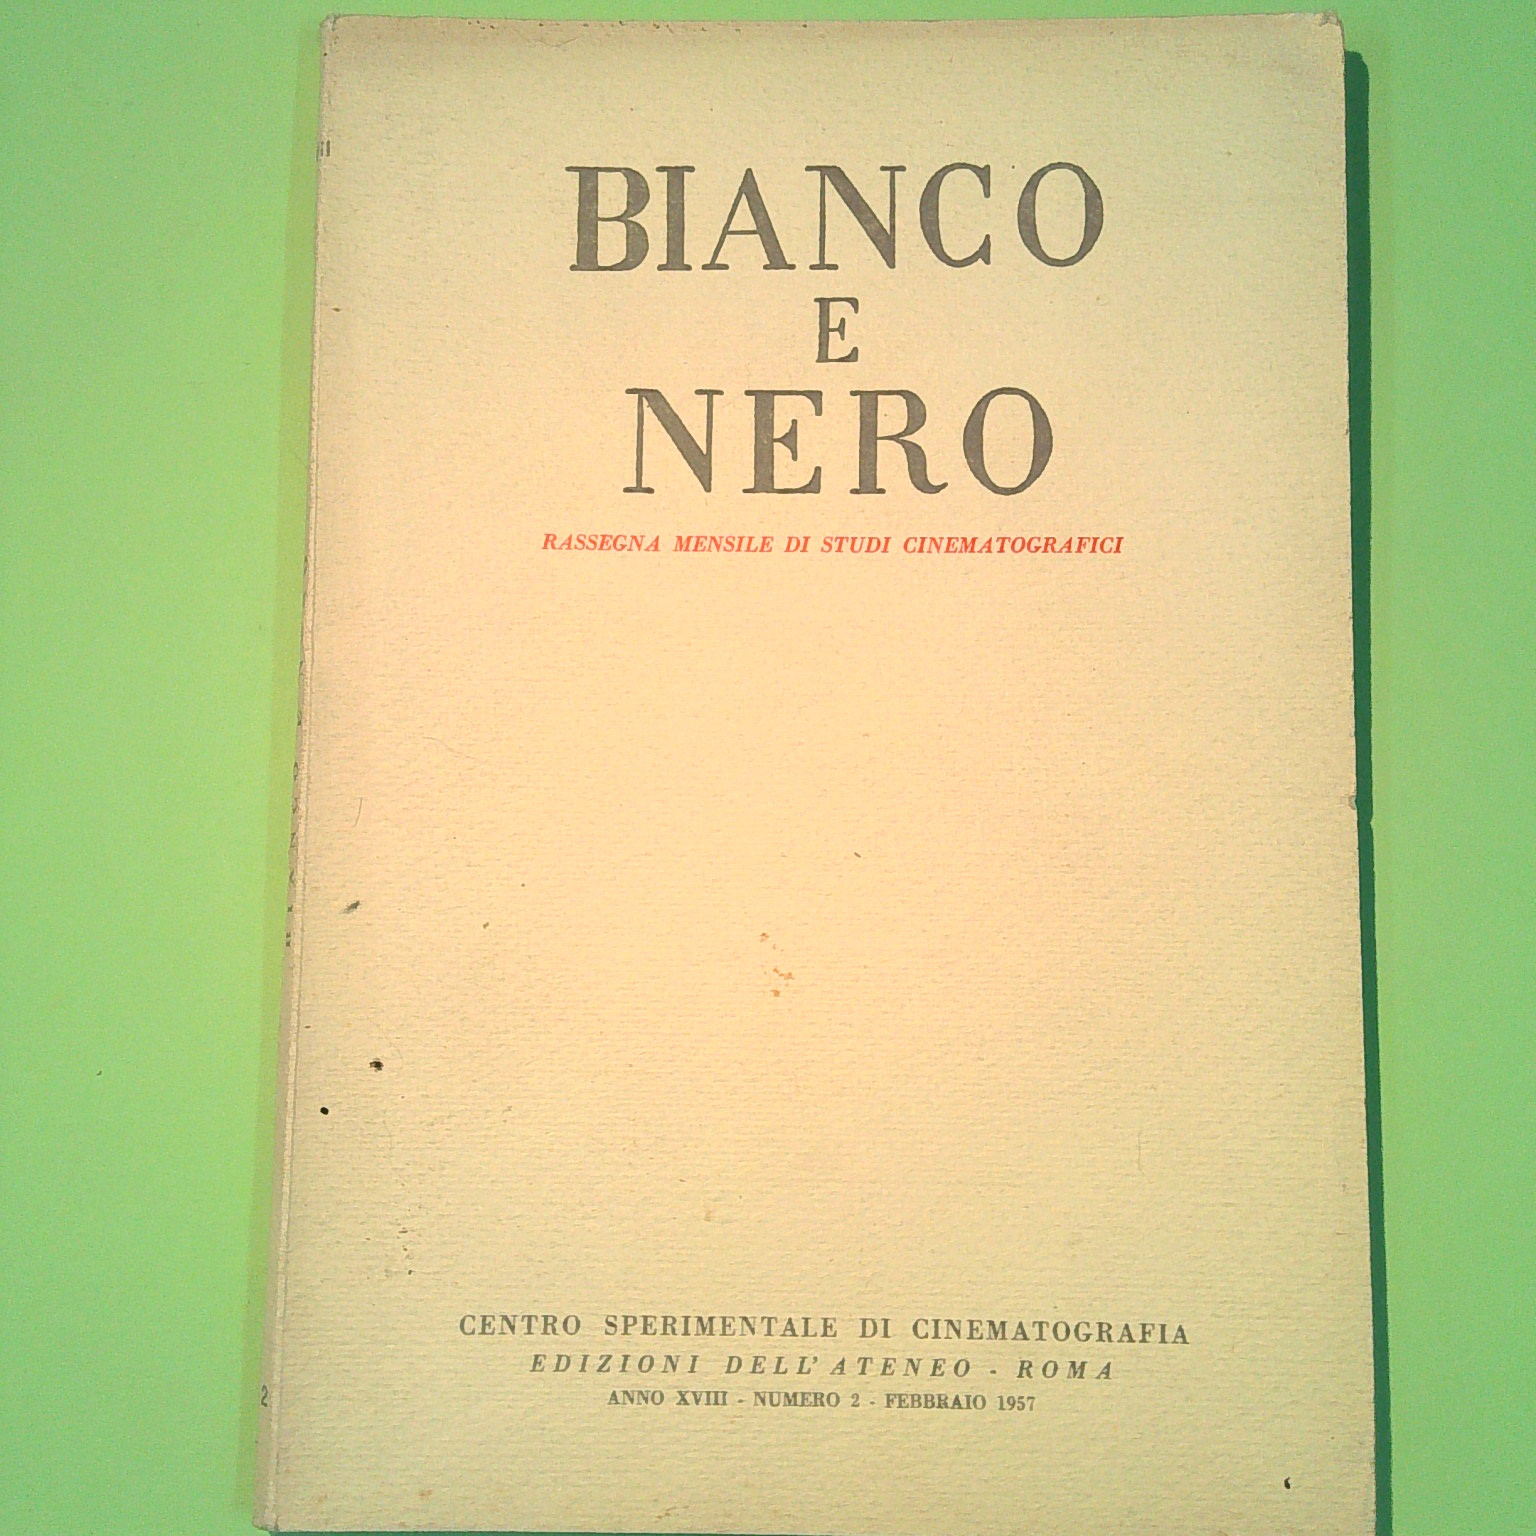 BIANCO
E
NERO
RASSEGNA MENSILE DI STUDI CINEMATOGRAFICI
CENTRO SPERIMENTALE DI CINEMATOGRAFIA
EDIZIONI DELL'ATENEO - ROMA
ANNO XVIII - NUMERO 2 - FEBBRAIO 1957
2